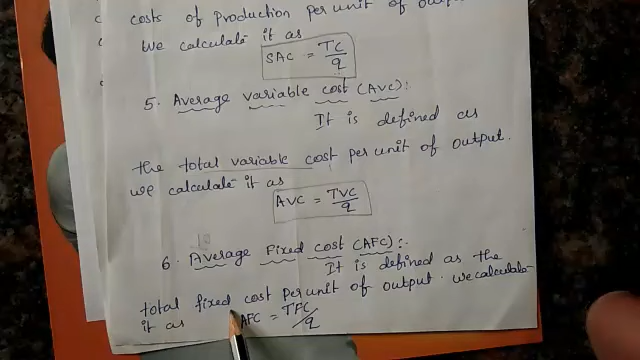 costs of production per unit of output
We calculate it as
SAC = TC/q
5. Average variable cost (AVC):
It is defined as
the total variable cost per unit of output.
we calculate it as
AVC = TVC/q
6. Average Fixed cost (AFC):
It is defined as the
total fixed cost per unit of output. we calculate
it as AFC = TFC/q